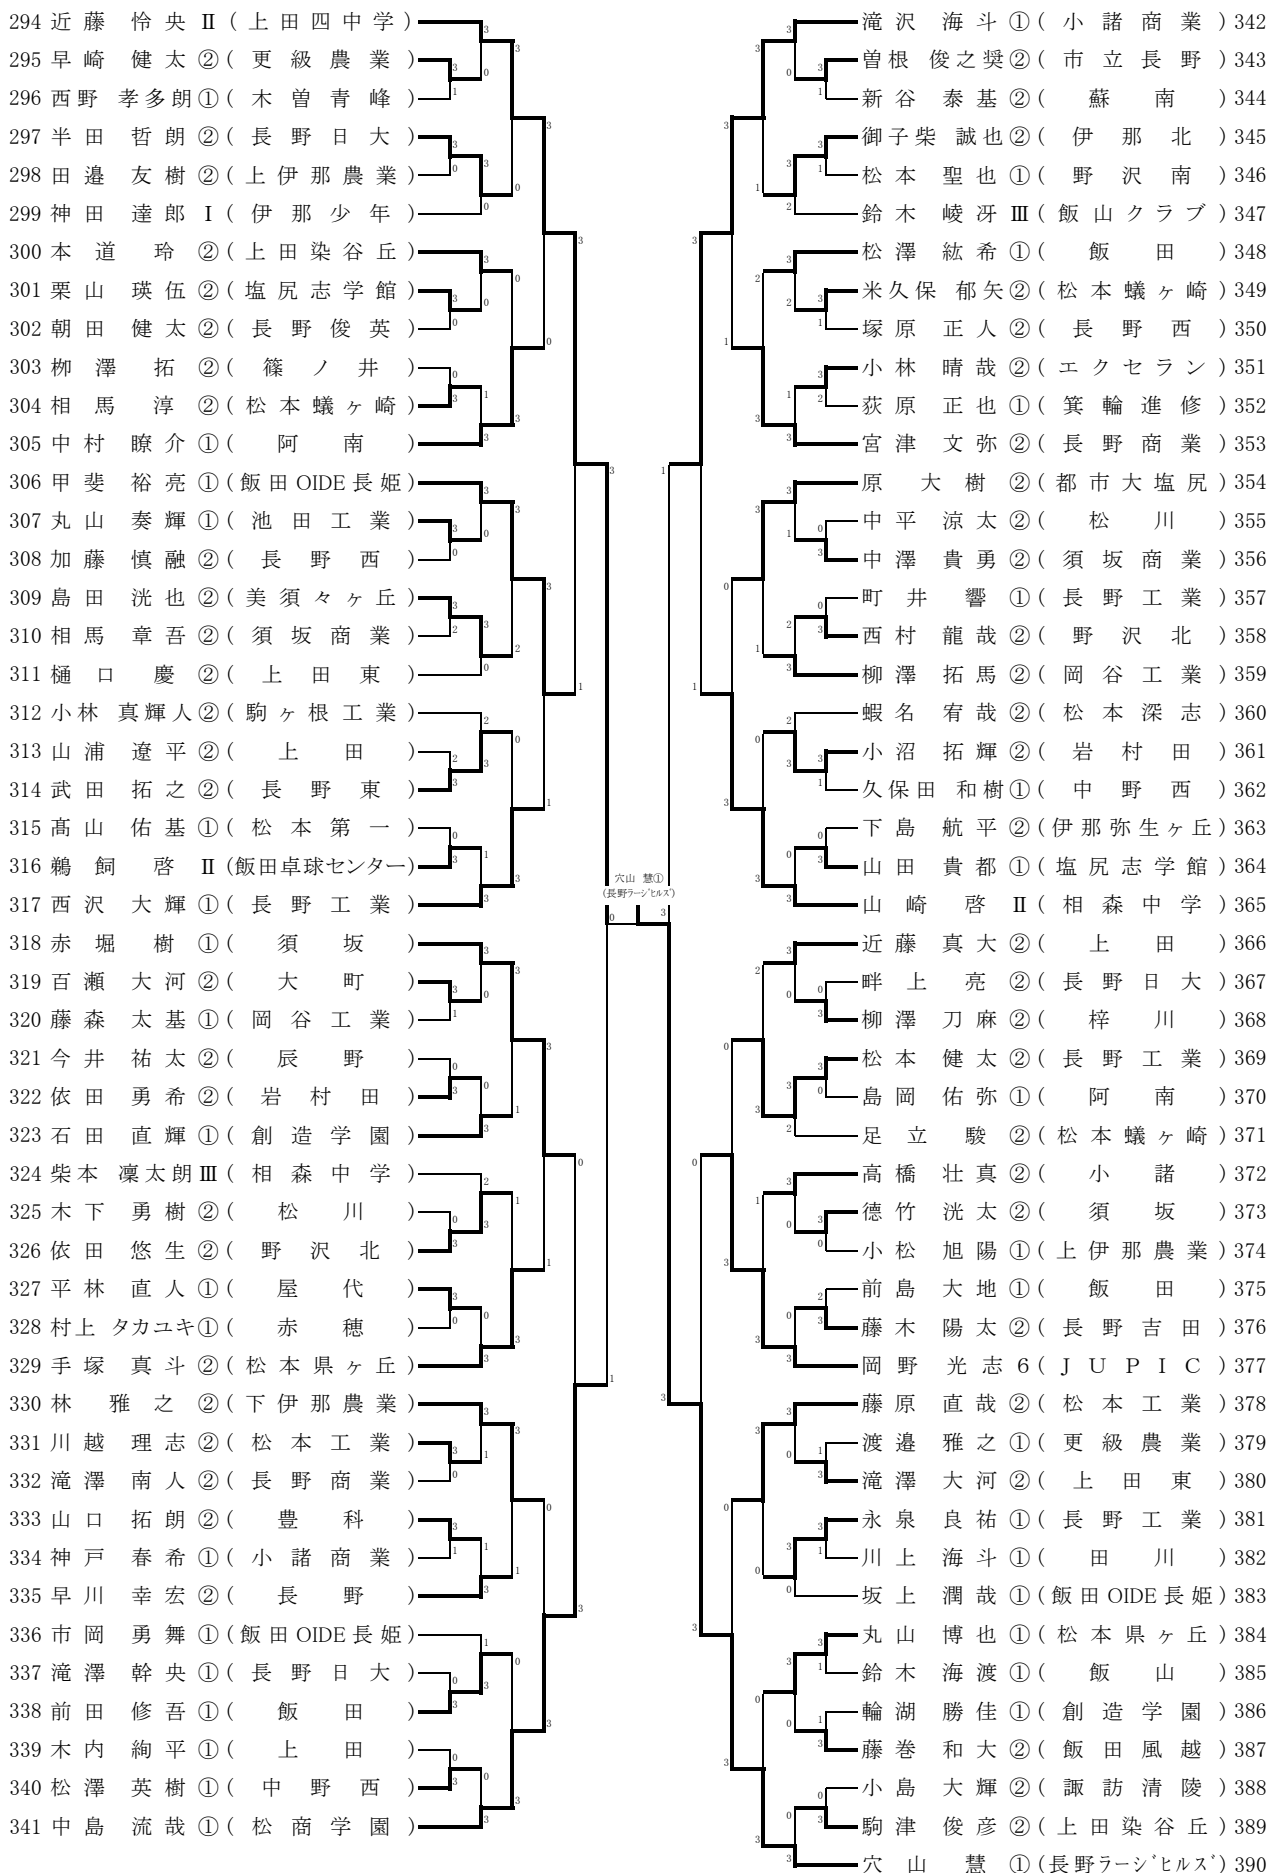 294 近藤 怜央 Ⅱ (上田四中学)
295 早崎 健太 ② (更級農業)
296 西野 孝多朗 ① (木曽青峰)
297 半田 哲朗 ② (長野日大)
298 田邉 友樹 ② (上伊那農業)
299 神田 達郎 Ⅰ (伊那少年)
300 本道 玲 ② (上田染谷丘)
301 栗山 瑛伍 ② (塩尻志学館)
302 朝田 健太 ② (長野俊英)
303 栁澤 拓 ② (篠ノ井)
304 相馬 淳 ② (松本蟻ヶ崎)
305 中村 瞭介 ① (阿南)
306 甲斐 裕亮 ① (飯田OIDE長姫)
307 丸山 奏輝 ① (池田工業)
308 加藤 慎融 ② (長野西)
309 島田 洸也 ② (美須々ヶ丘)
310 相馬 章吾 ② (須坂商業)
311 樋口 慶 ② (上田東)
312 小林 真輝人 ② (駒ヶ根工業)
313 山浦 遼平 ② (上田)
314 武田 拓之 ② (長野東)
315 髙山 佑基 ① (松本第一)
316 鵜飼 啓 Ⅱ (飯田卓球センター)
317 西沢 大輝 ① (長野工業)
318 赤堀 樹 ① (須坂)
319 百瀬 大河 ② (大町)
320 藤森 太基 ① (岡谷工業)
321 今井 祐太 ② (辰野)
322 依田 勇希 ② (岩村田)
323 石田 直輝 ① (創造学園)
324 柴本 凜太朗 Ⅲ (相森中学)
325 木下 勇樹 ② (松川)
326 依田 悠生 ② (野沢北)
327 平林 直人 ① (屋代)
328 村上 タカユキ ① (赤穂)
329 手塚 真斗 ② (松本県ヶ丘)
330 林 雅之 ② (下伊那農業)
331 川越 理志 ② (松本工業)
332 滝澤 南人 ② (長野商業)
333 山口 拓朗 ② (豊科)
334 神戸 春希 ① (小諸商業)
335 早川 幸宏 ② (長野)
336 市岡 勇舞 ① (飯田OIDE長姫)
337 滝澤 幹央 ① (長野日大)
338 前田 修吾 ① (飯田)
339 木内 絢平 ① (上田)
340 松澤 英樹 ① (中野西)
341 中島 流哉 ① (松商学園)
穴山 慧①
(長野ラージヒルズ)
滝沢 海斗 ① (小諸商業) 342
曽根 俊之奨 ② (市立長野) 343
新谷 泰基 ② (蘇南) 344
御子柴 誠也 ② (伊那北) 345
松本 聖也 ① (野沢南) 346
鈴木 崚冴 Ⅲ (飯山クラブ) 347
松澤 紘希 ① (飯田) 348
米久保 郁矢 ② (松本蟻ヶ崎) 349
塚原 正人 ② (長野西) 350
小林 晴哉 ② (エクセラン) 351
荻原 正也 ① (箕輪進修) 352
宮津 文弥 ② (長野商業) 353
原 大樹 ② (都市大塩尻) 354
中平 涼太 ② (松川) 355
中澤 貴勇 ② (須坂商業) 356
町井 響 ① (長野工業) 357
西村 龍哉 ② (野沢北) 358
柳澤 拓馬 ② (岡谷工業) 359
蝦名 宥哉 ② (松本深志) 360
小沼 拓輝 ② (岩村田) 361
久保田 和樹 ① (中野西) 362
下島 航平 ② (伊那弥生ヶ丘) 363
山田 貴都 ① (塩尻志学館) 364
山崎 啓 Ⅱ (相森中学) 365
近藤 真大 ② (上田) 366
畔上 亮 ② (長野日大) 367
柳澤 刀麻 ② (梓川) 368
松本 健太 ② (長野工業) 369
島岡 佑弥 ① (阿南) 370
足立 駿 ② (松本蟻ヶ崎) 371
高橋 壮真 ② (小諸) 372
德竹 洸太 ② (須坂) 373
小松 旭陽 ① (上伊那農業) 374
前島 大地 ① (飯田) 375
藤木 陽太 ② (長野吉田) 376
岡野 光志 6 (JUPIC) 377
藤原 直哉 ② (松本工業) 378
渡邉 雅之 ① (更級農業) 379
滝澤 大河 ② (上田東) 380
永泉 良祐 ① (長野工業) 381
川上 海斗 ① (田川) 382
坂上 潤哉 ① (飯田OIDE長姫) 383
丸山 博也 ① (松本県ヶ丘) 384
鈴木 海渡 ① (飯山) 385
輪湖 勝佳 ① (創造学園) 386
藤巻 和大 ② (飯田風越) 387
小島 大輝 ② (諏訪清陵) 388
駒津 俊彦 ② (上田染谷丘) 389
穴山 慧 ① (長野ラージヒルズ) 390